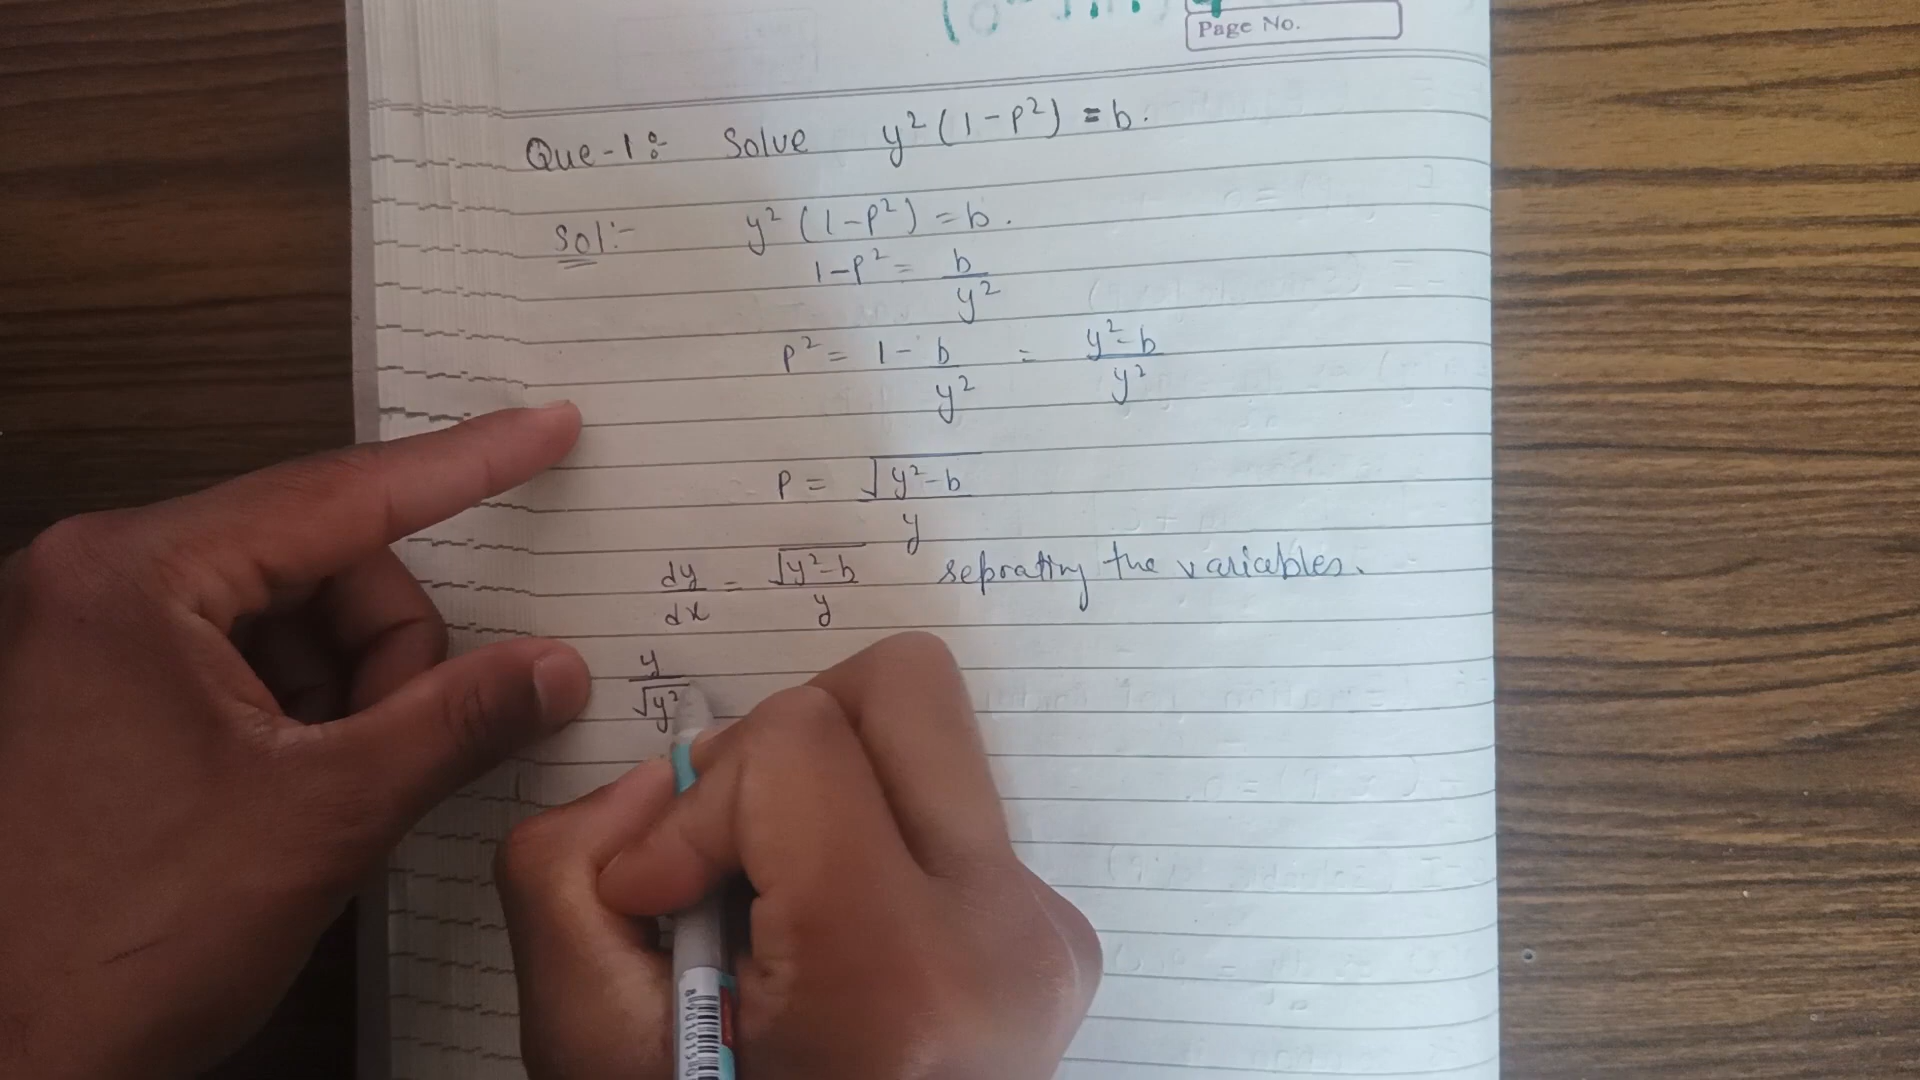 Page No.
Que-1:- Solve y²(1-p²) = b.
Sol:- y²(1-p²) = b.
1-p² = b/y²
p² = 1 - b/y² = y²-b/y²
p = √y²-b/y
dy/dx = √y²-b/y seprating the variables.
y/√y²